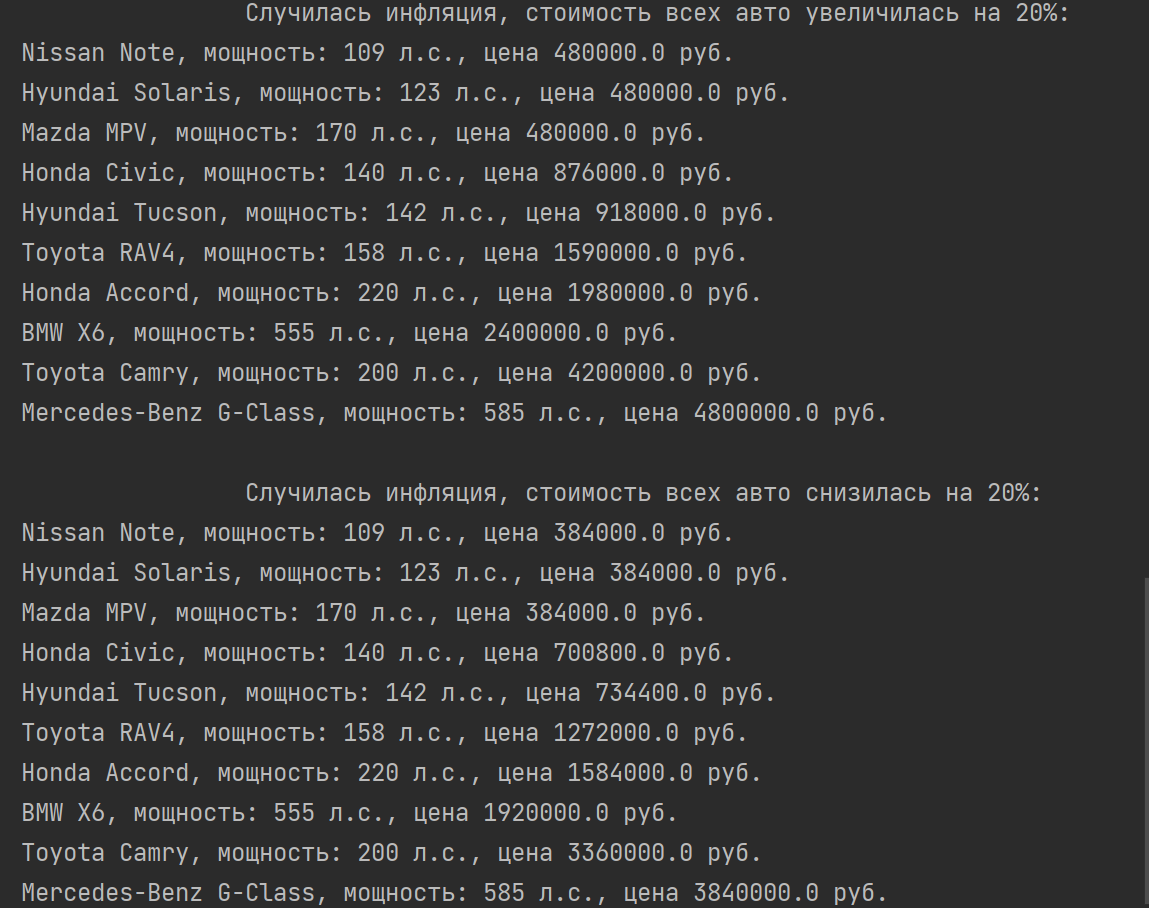 Случилась инфляция, стоимость всех авто увеличилась на 20%:
Nissan Note, мощность: 109 л.с., цена 480000.0 руб.
Hyundai Solaris, мощность: 123 л.с., цена 480000.0 руб.
Mazda MPV, мощность: 170 л.с., цена 480000.0 руб.
Honda Civic, мощность: 140 л.с., цена 876000.0 руб.
Hyundai Tucson, мощность: 142 л.с., цена 918000.0 руб.
Toyota RAV4, мощность: 158 л.с., цена 1590000.0 руб.
Honda Accord, мощность: 220 л.с., цена 1980000.0 руб.
BMW X6, мощность: 555 л.с., цена 2400000.0 руб.
Toyota Camry, мощность: 200 л.с., цена 4200000.0 руб.
Mercedes-Benz G-Class, мощность: 585 л.с., цена 4800000.0 руб.
Случилась инфляция, стоимость всех авто снизилась на 20%:
Nissan Note, мощность: 109 л.с., цена 384000.0 руб.
Hyundai Solaris, мощность: 123 л.с., цена 384000.0 руб.
Mazda MPV, мощность: 170 л.с., цена 384000.0 руб.
Honda Civic, мощность: 140 л.с., цена 700800.0 руб.
Hyundai Tucson, мощность: 142 л.с., цена 734400.0 руб.
Toyota RAV4, мощность: 158 л.с., цена 1272000.0 руб.
Honda Accord, мощность: 220 л.с., цена 1584000.0 руб.
BMW X6, мощность: 555 л.с., цена 1920000.0 руб.
Toyota Camry, мощность: 200 л.с., цена 3360000.0 руб.
Mercedes-Benz G-Class, мощность: 585 л.с., цена 3840000.0 руб.